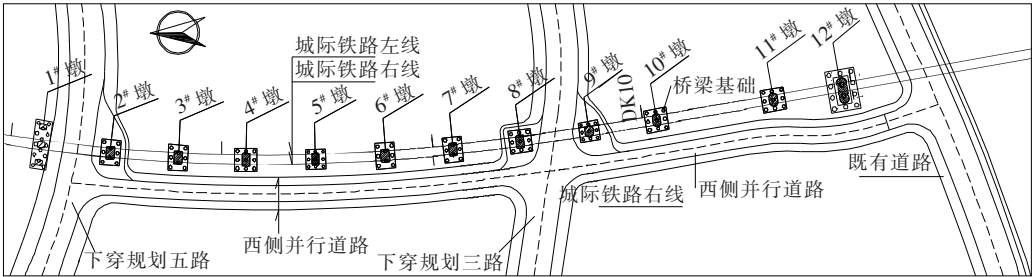 城际铁路左线
城际铁路右线
1# 墩
2# 墩
3# 墩
4# 墩
5# 墩
6# 墩
7# 墩
8# 墩
9# 墩
DK10
10# 墩
桥梁基础
11# 墩
12# 墩
既有道路
城际铁路右线
西侧并行道路
西侧并行道路
下穿规划五路
下穿规划三路